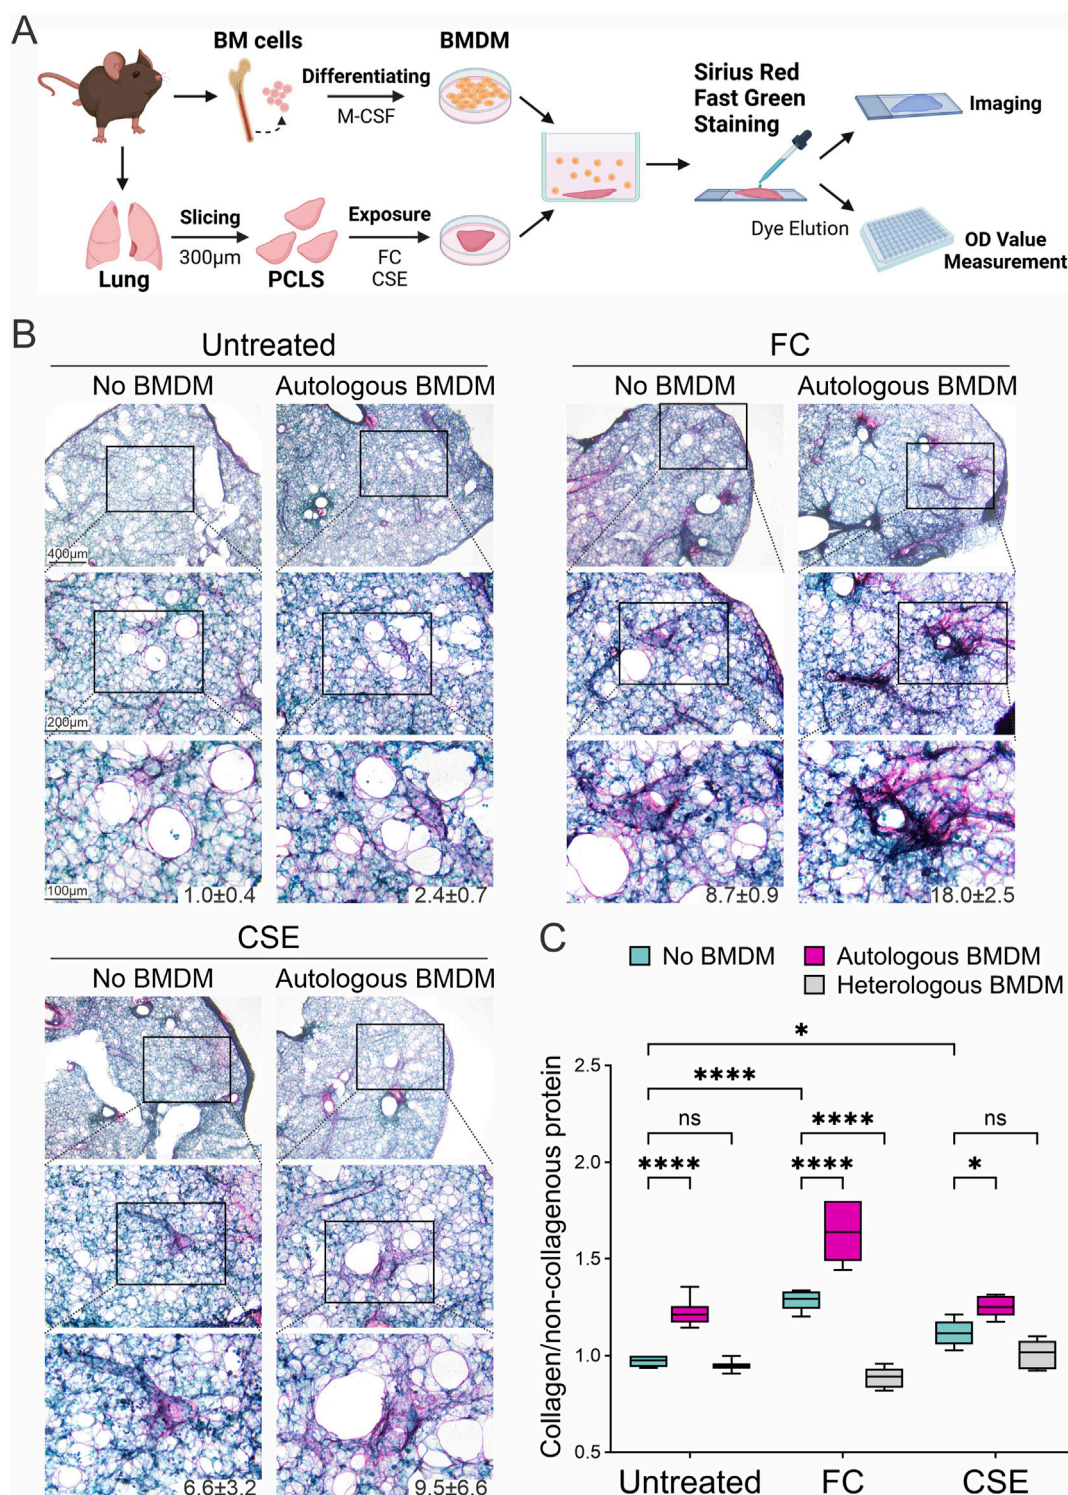 A
BM cells
BMDM
Differentiating
M-CSF
Sirius Red
Fast Green
Staining
Imaging
Slicing
300µm
Exposure
FC
CSE
Dye Elution
OD Value
Measurement
Lung
PCLS
B
Untreated
FC
No BMDM
Autologous BMDM
No BMDM
Autologous BMDM
400µm
200µm
100µm
1.0±0.4
2.4±0.7
8.7±0.9
18.0±2.5
CSE
No BMDM
Autologous BMDM
6.6±3.2
9.5±6.6
C
No BMDM
Autologous BMDM
Heterologous BMDM
Collagen/non-collagenous protein
2.5
2.0
1.5
1.0
0.5
*
****
ns
****
ns
****
****
*
Untreated
FC
CSE